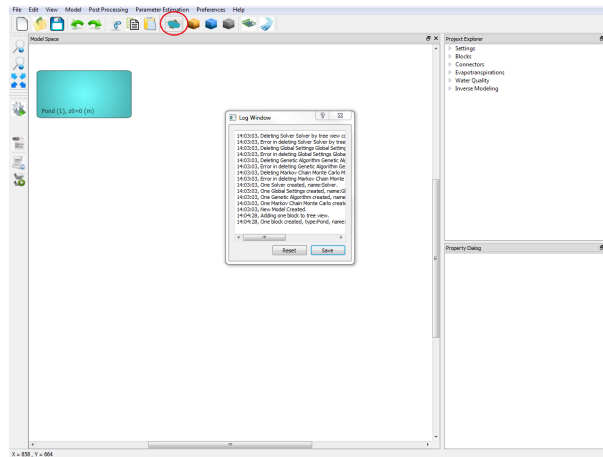 File Edit View Model Post Processing Parameter Estimation Preferences Help
Model Space
Project Explorer
Settings
Blocks
Connectors
Evapotranspirations
Water Quality
Inverse Modeling
Pond (1), z0=0 (m)
Log Window
14:03:03, Deleting Solver Solver by tree view co
14:03:03, Error in deleting Solver Solver by tree
14:03:03, Deleting Global Settings Global Setting
14:03:03, Error in deleting Global Settings Globa
14:03:03, Deleting Genetic Algorithm Genetic Alg
14:03:03, Error in deleting Genetic Algorithm Ger
14:03:03, Deleting Markov Chain Monte Carlo M
14:03:03, Error in deleting Markov Chain Monte
14:03:03, One Solver created, name:Solver.
14:03:03, One Global Settings created, name:Gl
14:03:03, One Genetic Algorithm created, name
14:03:03, One Markov Chain Monte Carlo create
14:03:03, New Model Created.
14:04:28, Adding one block to tree view.
14:04:28, One block created, type:Pond, name:
Reset Save
Property Dialog
X = 858 , Y = 664